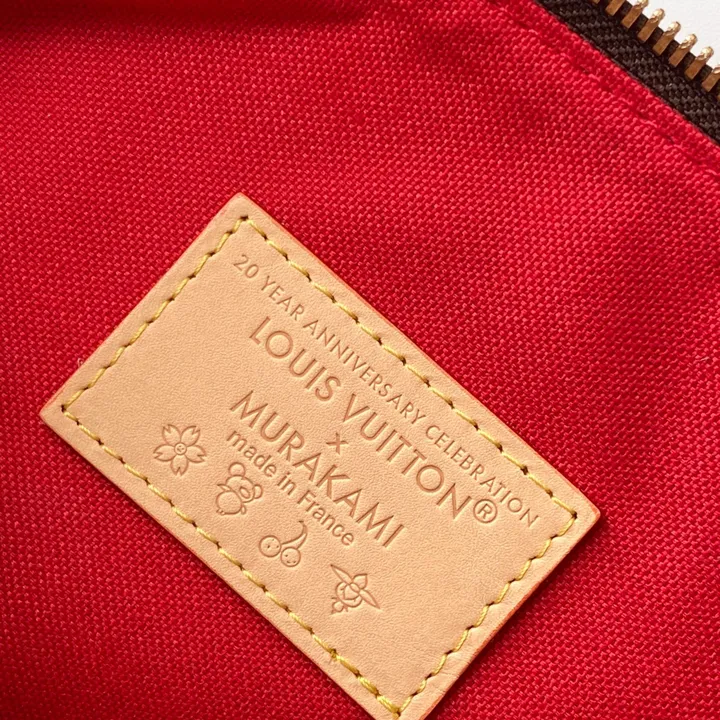 20 YEAR ANNIVERSARY CELEBRATION
LOUIS VUITTON®
×
MURAKAMI
made in France